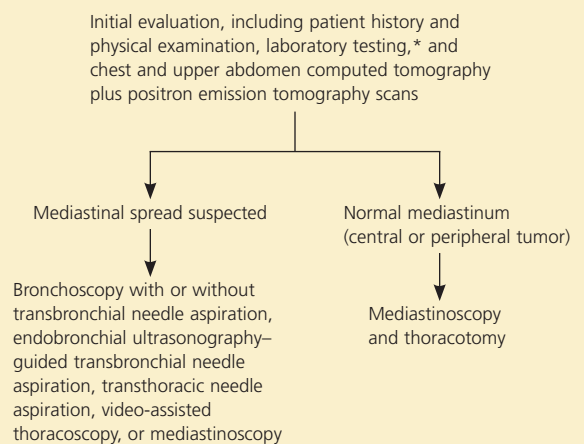 Initial evaluation, including patient history and
physical examination, laboratory testing,* and
chest and upper abdomen computed tomography
plus positron emission tomography scans
Mediastinal spread suspected
Normal mediastinum
(central or peripheral tumor)
Bronchoscopy with or without
transbronchial needle aspiration,
endobronchial ultrasonography–
guided transbronchial needle
aspiration, transthoracic needle
aspiration, video-assisted
thoracoscopy, or mediastinoscopy
Mediastinoscopy
and thoracotomy